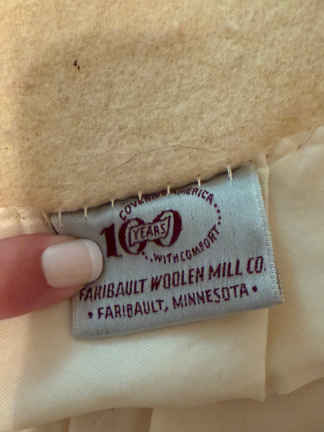 COVERING AMERICA
100
YEARS
WITH COMFORT
FARIBAULT WOOLEN MILL CO.
• FARIBAULT, MINNESOTA •